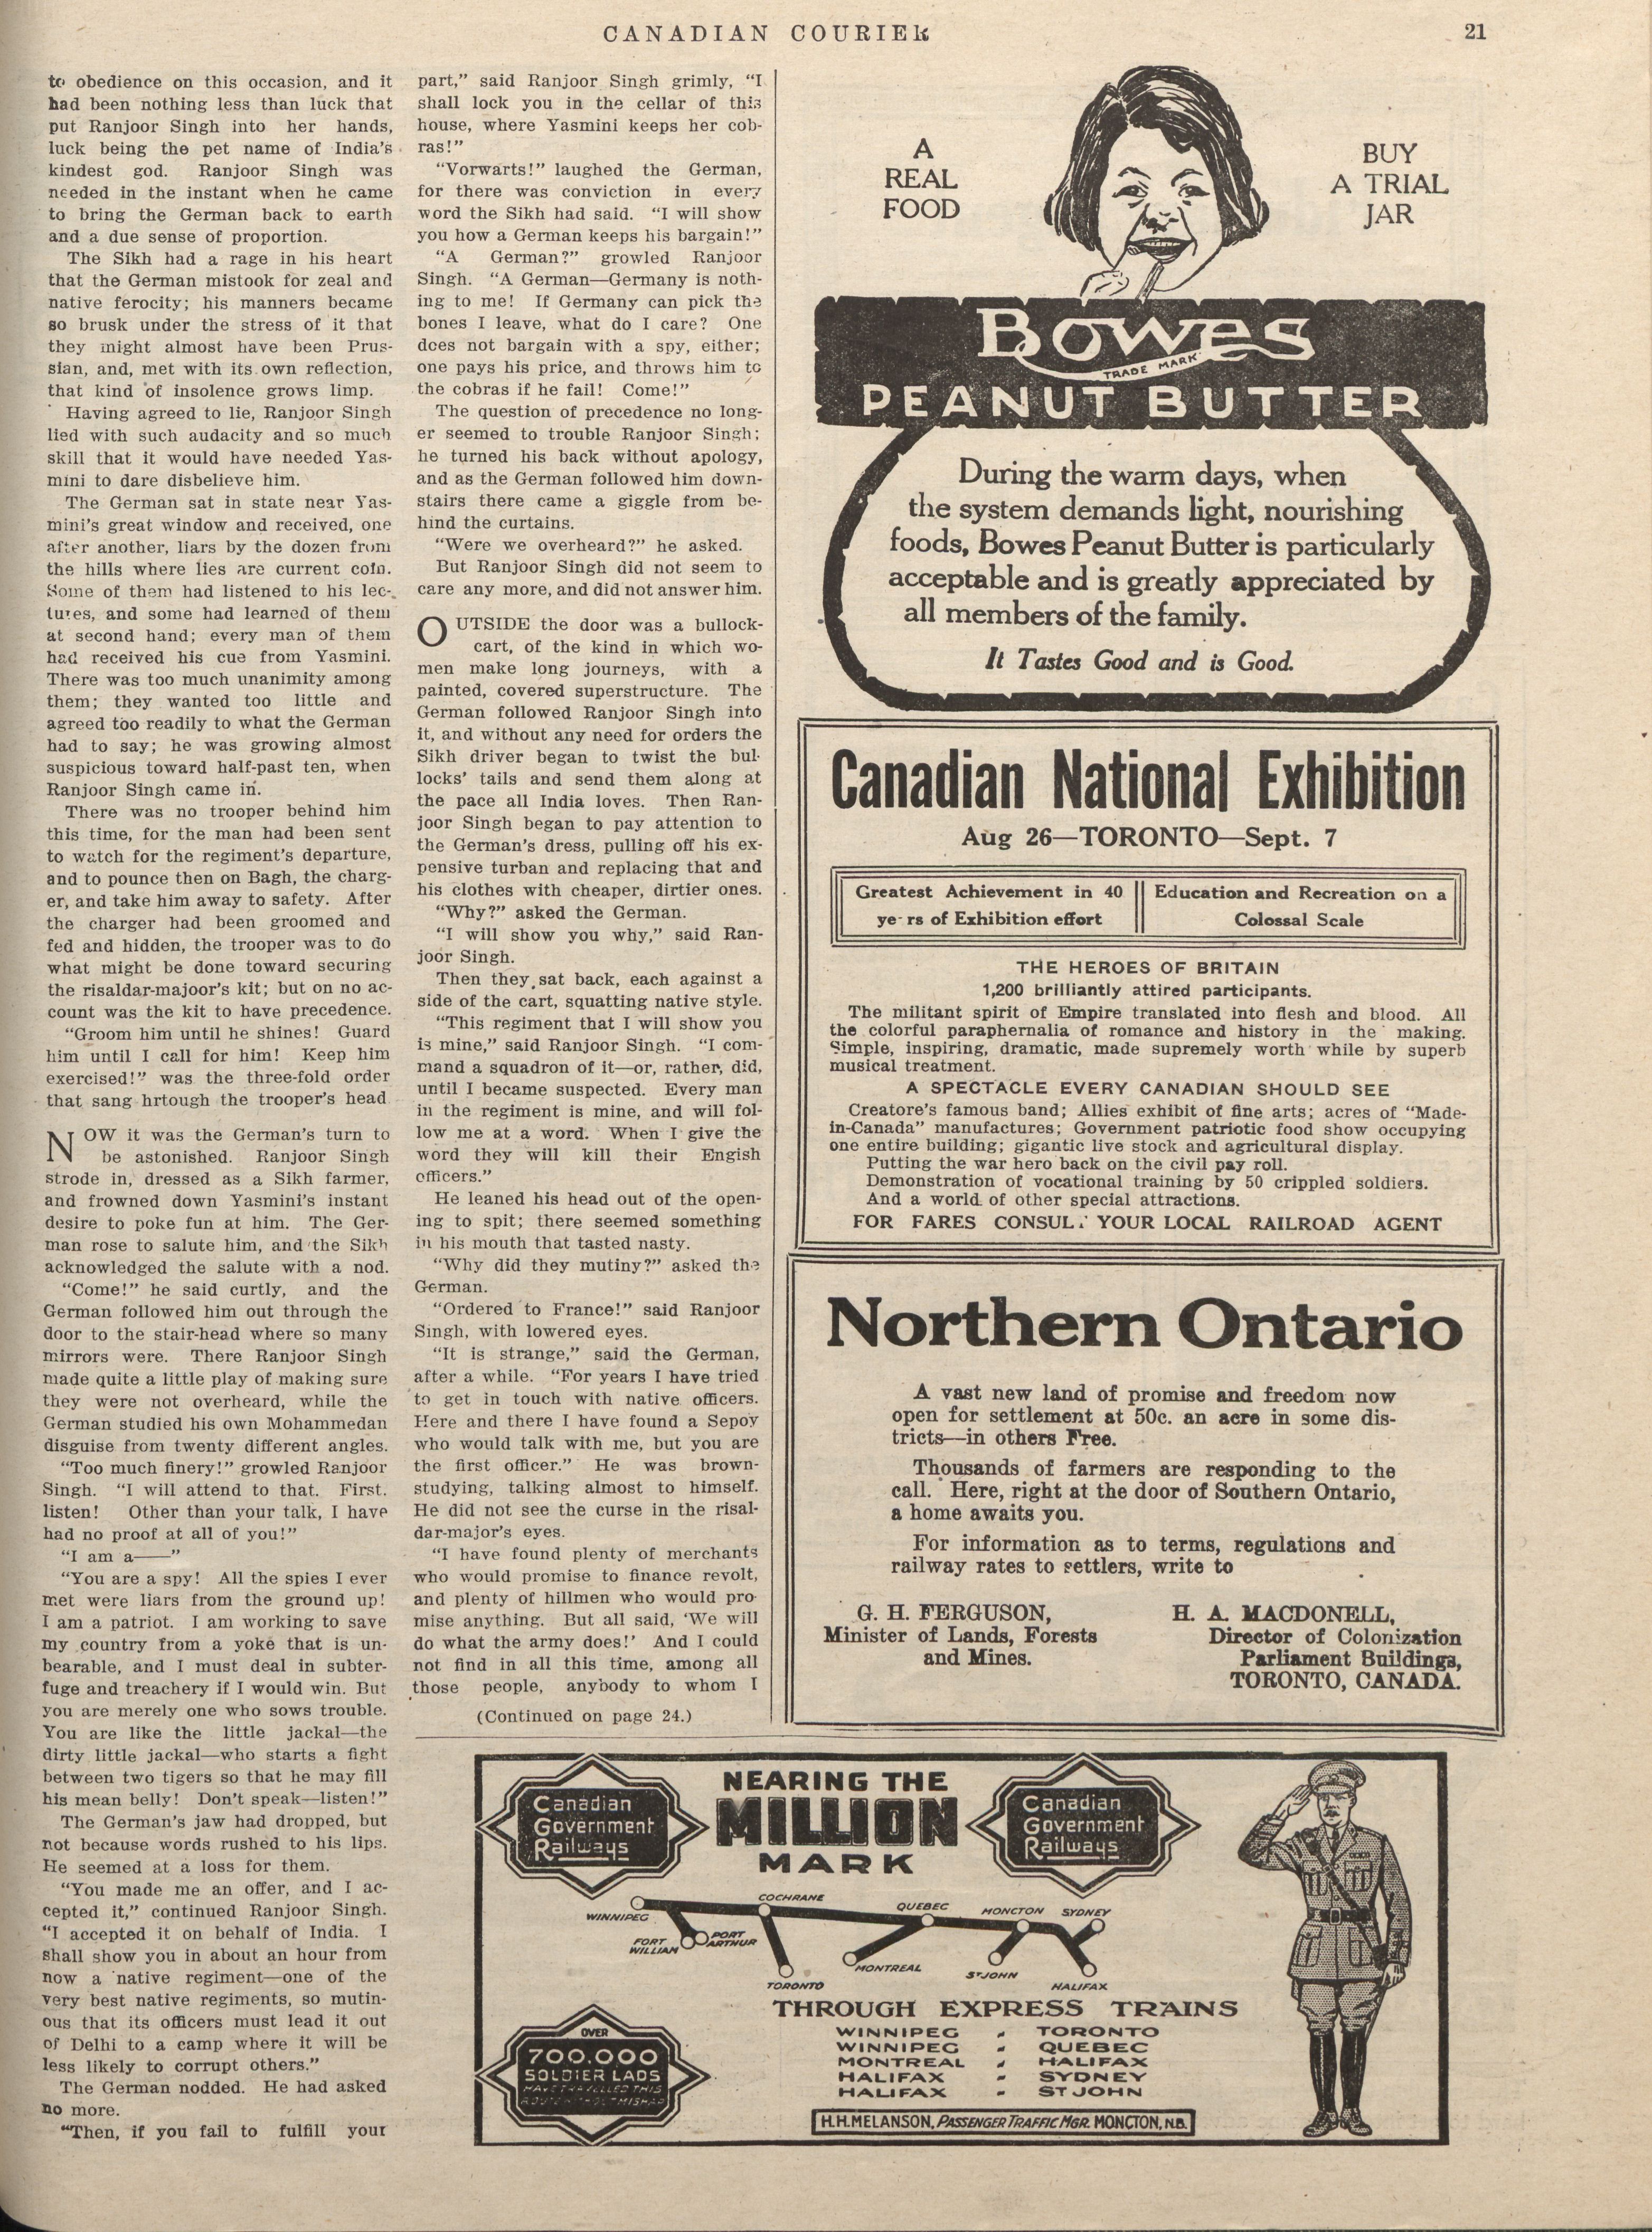 CANADIAN COURIER
21
to obedience on this occasion, and it
had been nothing less than luck that
put Ranjoor Singh into her hands,
luck being the pet name of India's
kindest god. Ranjoor Singh was
needed in the instant when he came
to bring the German back to earth
and a due sense of proportion.
The Sikh had a rage in his heart
that the German mistook for zeal and
native ferocity; his manners became
so brusk under the stress of it that
they might almost have been Prus-
sian, and, met with its own reflection,
that kind of insolence grows limp.
Having agreed to lie, Ranjoor Singh
lied with such audacity and so much
skill that it would have needed Yas-
mini to dare disbelieve him.
The German sat in state near Yas-
mini's great window and received, one
after another, liars by the dozen from
the hills where lies are current coin.
Some of them had listened to his lec-
tures, and some had learned of them
at second hand; every man of them
had received his cue from Yasmini.
There was too much unanimity among
them; they wanted too little and
agreed too readily to what the German
had to say; he was growing almost
suspicious toward half-past ten, when
Ranjoor Singh came in.
There was no trooper behind him
this time, for the man had been sent
to watch for the regiment's departure,
and to pounce then on Bagh, the charg-
er, and take him away to safety. After
the charger had been groomed and
fed and hidden, the trooper was to do
what might be done toward securing
the risaldar-majoor's kit; but on no ac-
count was the kit to have precedence.
"Groom him until he shines! Guard
him until I call for him! Keep him
exercised!" was the three-fold order
that sang hrtough the trooper's head
NOW it was the German's turn to
be astonished. Ranjoor Singh
strode in, dressed as a Sikh farmer,
and frowned down Yasmini's instant
desire to poke fun at him. The Ger-
man rose to salute him, and the Sikh
acknowledged the salute with a nod.
"Come!" he said curtly, and the
German followed him out through the
door to the stair-head where so many
mirrors were. There Ranjoor Singh
made quite a little play of making sure
they were not overheard, while the
German studied his own Mohammedan
disguise from twenty different angles.
"Too much finery!" growled Ranjoor
Singh. "I will attend to that. First,
listen! Other than your talk, I have
had no proof at all of you!"
"I am a——"
"You are a spy! All the spies I ever
met were liars from the ground up!
I am a patriot. I am working to save
my country from a yoke that is un-
bearable, and I must deal in subter-
fuge and treachery if I would win. But
you are merely one who sows trouble.
You are like the little jackal—the
dirty little jackal—who starts a fight
between two tigers so that he may fill
his mean belly! Don't speak—listen!"
The German's jaw had dropped, but
not because words rushed to his lips.
He seemed at a loss for them.
"You made me an offer, and I ac-
cepted it," continued Ranjoor Singh.
"I accepted it on behalf of India. I
shall show you in about an hour from
now a native regiment—one of the
very best native regiments, so mutin-
ous that its officers must lead it out
of Delhi to a camp where it will be
less likely to corrupt others."
The German nodded. He had asked
no more.
"Then, if you fail to fulfill your
part," said Ranjoor Singh grimly, "I
shall lock you in the cellar of this
house, where Yasmini keeps her cob-
ras!"
"Vorwarts!" laughed the German,
for there was conviction in every
word the Sikh had said. "I will show
you how a German keeps his bargain!"
"A German?" growled Ranjoor
Singh. "A German—Germany is noth-
ing to me! If Germany can pick the
bones I leave, what do I care? One
does not bargain with a spy, either;
one pays his price, and throws him to
the cobras if he fail! Come!"
The question of precedence no long-
er seemed to trouble Ranjoor Singh;
he turned his back without apology,
and as the German followed him down-
stairs there came a giggle from be-
hind the curtains.
"Were we overheard?" he asked.
But Ranjoor Singh did not seem to
care any more, and did not answer him.
OUTSIDE the door was a bullock-
cart, of the kind in which wo-
men make long journeys, with a
painted, covered superstructure. The
German followed Ranjoor Singh into
it, and without any need for orders the
Sikh driver began to twist the bul-
locks' tails and send them along at
the pace all India loves. Then Ran-
joor Singh began to pay attention to
the German's dress, pulling off his ex-
pensive turban and replacing that and
his clothes with cheaper, dirtier ones.
"Why?" asked the German.
"I will show you why," said Ran-
joor Singh.
Then they sat back, each against a
side of the cart, squatting native style.
"This regiment that I will show you
is mine," said Ranjoor Singh. "I com-
mand a squadron of it—or, rather, did,
until I became suspected. Every man
in the regiment is mine, and will fol-
low me at a word. When I give the
word they will kill their Engish
officers."
He leaned his head out of the open-
ing to spit; there seemed something
in his mouth that tasted nasty.
"Why did they mutiny?" asked the
German.
"Ordered to France!" said Ranjoor
Singh, with lowered eyes.
"It is strange," said the German,
after a while. "For years I have tried
to get in touch with native officers.
Here and there I have found a Sepoy
who would talk with me, but you are
the first officer." He was brown-
studying, talking almost to himself.
He did not see the curse in the risal-
dar-major's eyes.
"I have found plenty of merchants
who would promise to finance revolt,
and plenty of hillmen who would pro-
mise anything. But all said, 'We will
do what the army does!' And I could
not find in all this time, among all
those people, anybody to whom I
(Continued on page 24.)
A
REAL
FOOD
BUY
A TRIAL
JAR
Bowes
TRADE MARK
PEANUT BUTTER
During the warm days, when
the system demands light, nourishing
foods, Bowes Peanut Butter is particularly
acceptable and is greatly appreciated by
all members of the family.
It Tastes Good and is Good.
Canadian National Exhibition
Aug 26—TORONTO—Sept. 7
Greatest Achievement in 40
ye rs of Exhibition effort
Education and Recreation on a
Colossal Scale
THE HEROES OF BRITAIN
1,200 brilliantly attired participants.
The militant spirit of Empire translated into flesh and blood. All
the colorful paraphernalia of romance and history in the making.
Simple, inspiring, dramatic, made supremely worth while by superb
musical treatment.
A SPECTACLE EVERY CANADIAN SHOULD SEE
Creatore's famous band; Allies exhibit of fine arts; acres of "Made-
in-Canada" manufactures; Government patriotic food show occupying
one entire building; gigantic live stock and agricultural display.
Putting the war hero back on the civil pay roll.
Demonstration of vocational training by 50 crippled soldiers.
And a world of other special attractions.
FOR FARES CONSULT YOUR LOCAL RAILROAD AGENT
Northern Ontario
A vast new land of promise and freedom now
open for settlement at 50c. an acre in some dis-
tricts—in others Free.
Thousands of farmers are responding to the
call. Here, right at the door of Southern Ontario,
a home awaits you.
For information as to terms, regulations and
railway rates to settlers, write to
G. H. FERGUSON,
Minister of Lands, Forests
and Mines.
H. A. MACDONELL,
Director of Colonization
Parliament Buildings,
TORONTO, CANADA.
Canadian
Government
Railways
NEARING THE
MILLION
MARK
Canadian
Government
Railways
WINNIPEG
COCHRANE
QUEBEC
MONCTON
SYDNEY
FORT
WILLIAM
PORT
ARTHUR
TORONTO
MONTREAL
ST JOHN
HALIFAX
THROUGH EXPRESS TRAINS
WINNIPEG - TORONTO
WINNIPEG - QUEBEC
MONTREAL - HALIFAX
HALIFAX - SYDNEY
HALIFAX - ST JOHN
OVER
700.000
SOLDIER LADS
HAVE TRAVELLED THIS
ROUTE WITHOUT MISHAP
H.H. MELANSON, PASSENGER TRAFFIC MGR. MONCTON, N.B.